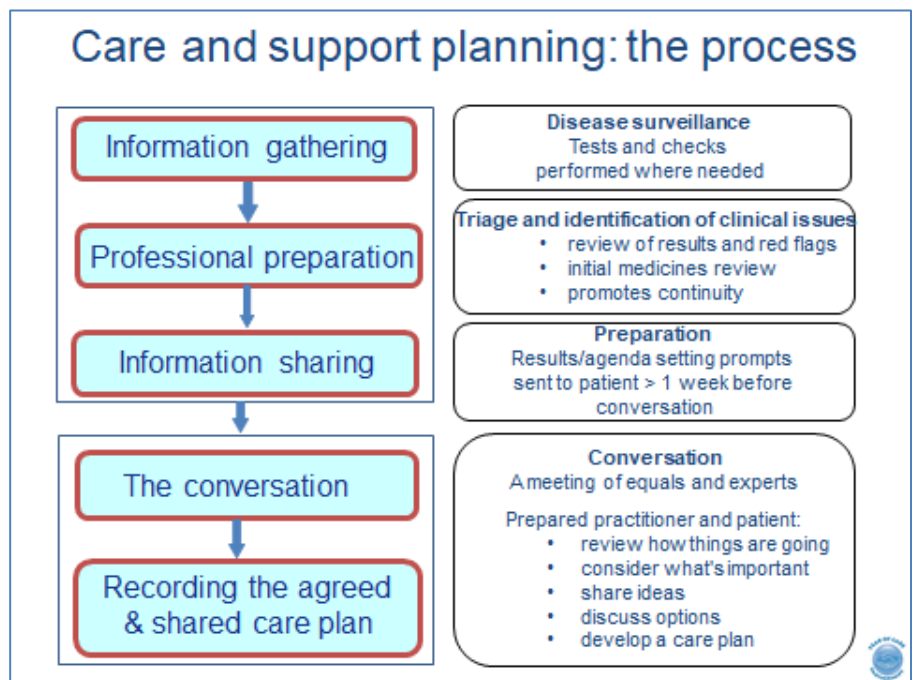 Care and support planning: the process
Information gathering
Professional preparation
Information sharing
The conversation
Recording the agreed
& shared care plan
Disease surveillance
Tests and checks
performed where needed
Triage and identification of clinical issues
• review of results and red flags
• initial medicines review
• promotes continuity
Preparation
Results/agenda setting prompts
sent to patient > 1 week before
conversation
Conversation
A meeting of equals and experts
Prepared practitioner and patient:
• review how things are going
• consider what's important
• share ideas
• discuss options
• develop a care plan
YEAR OF CARE